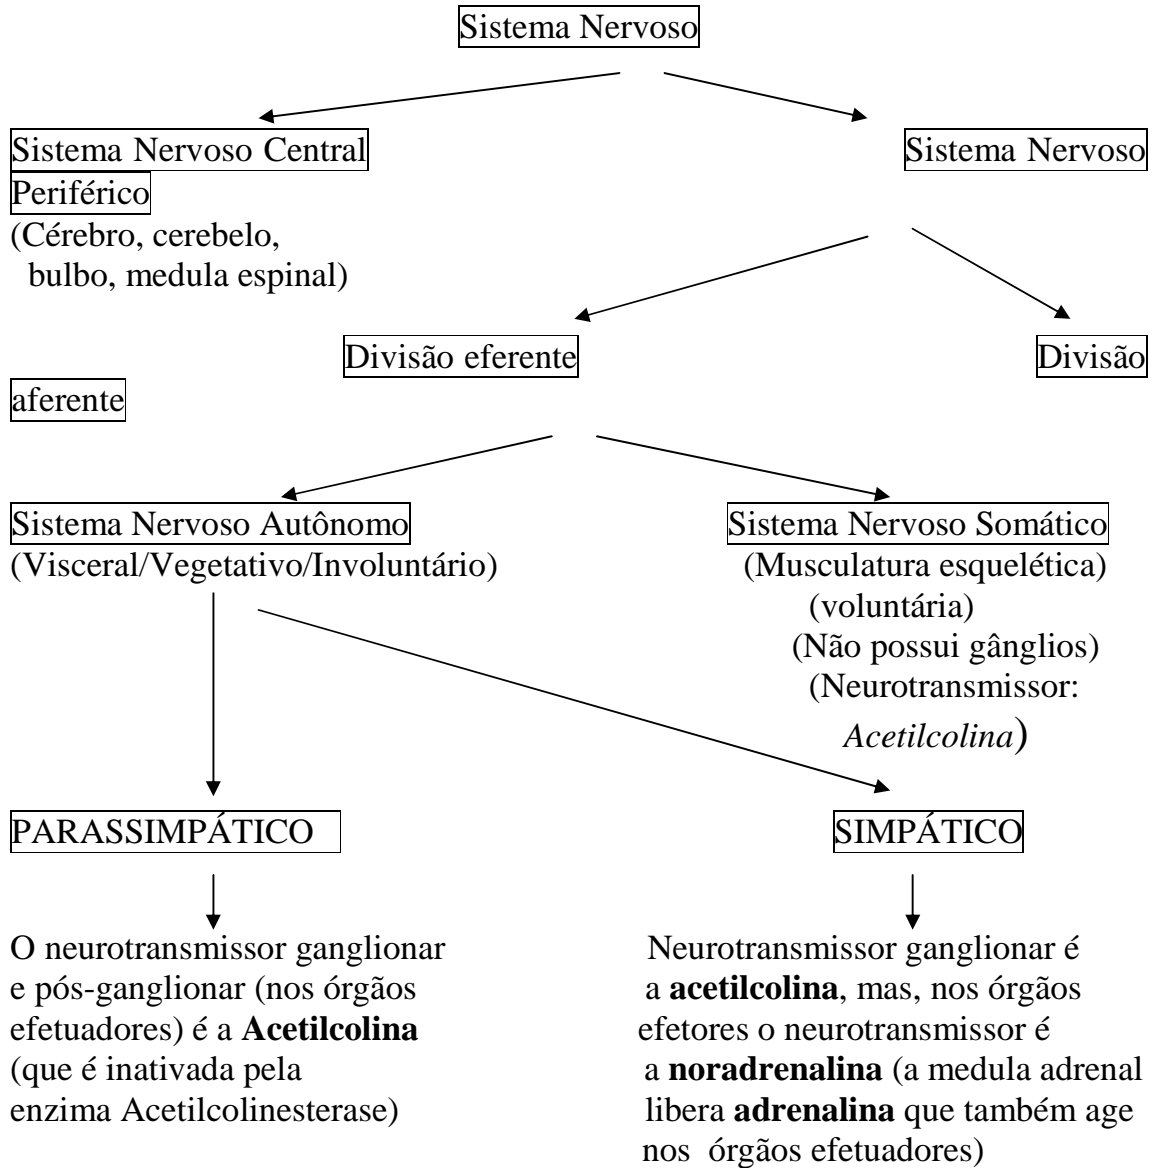 Sistema Nervoso
Sistema Nervoso Central Sistema Nervoso
Periférico
(Cérebro, cerebelo,
bulbo, medula espinal)
Divisão eferente Divisão
aferente
Sistema Nervoso Autônomo Sistema Nervoso Somático
(Visceral/Vegetativo/Involuntário) (Musculatura esquelética)
(voluntária)
(Não possui gânglios)
(Neurotransmissor:
Acetilcolina)
PARASSIMPÁTICO SIMPÁTICO
O neurotransmissor ganglionar Neurotransmissor ganglionar é
e pós-ganglionar (nos órgãos a acetilcolina, mas, nos órgãos
efetuadores) é a Acetilcolina efetores o neurotransmissor é
(que é inativada pela a noradrenalina (a medula adrenal
enzima Acetilcolinesterase) libera adrenalina que também age
nos órgãos efetuadores)